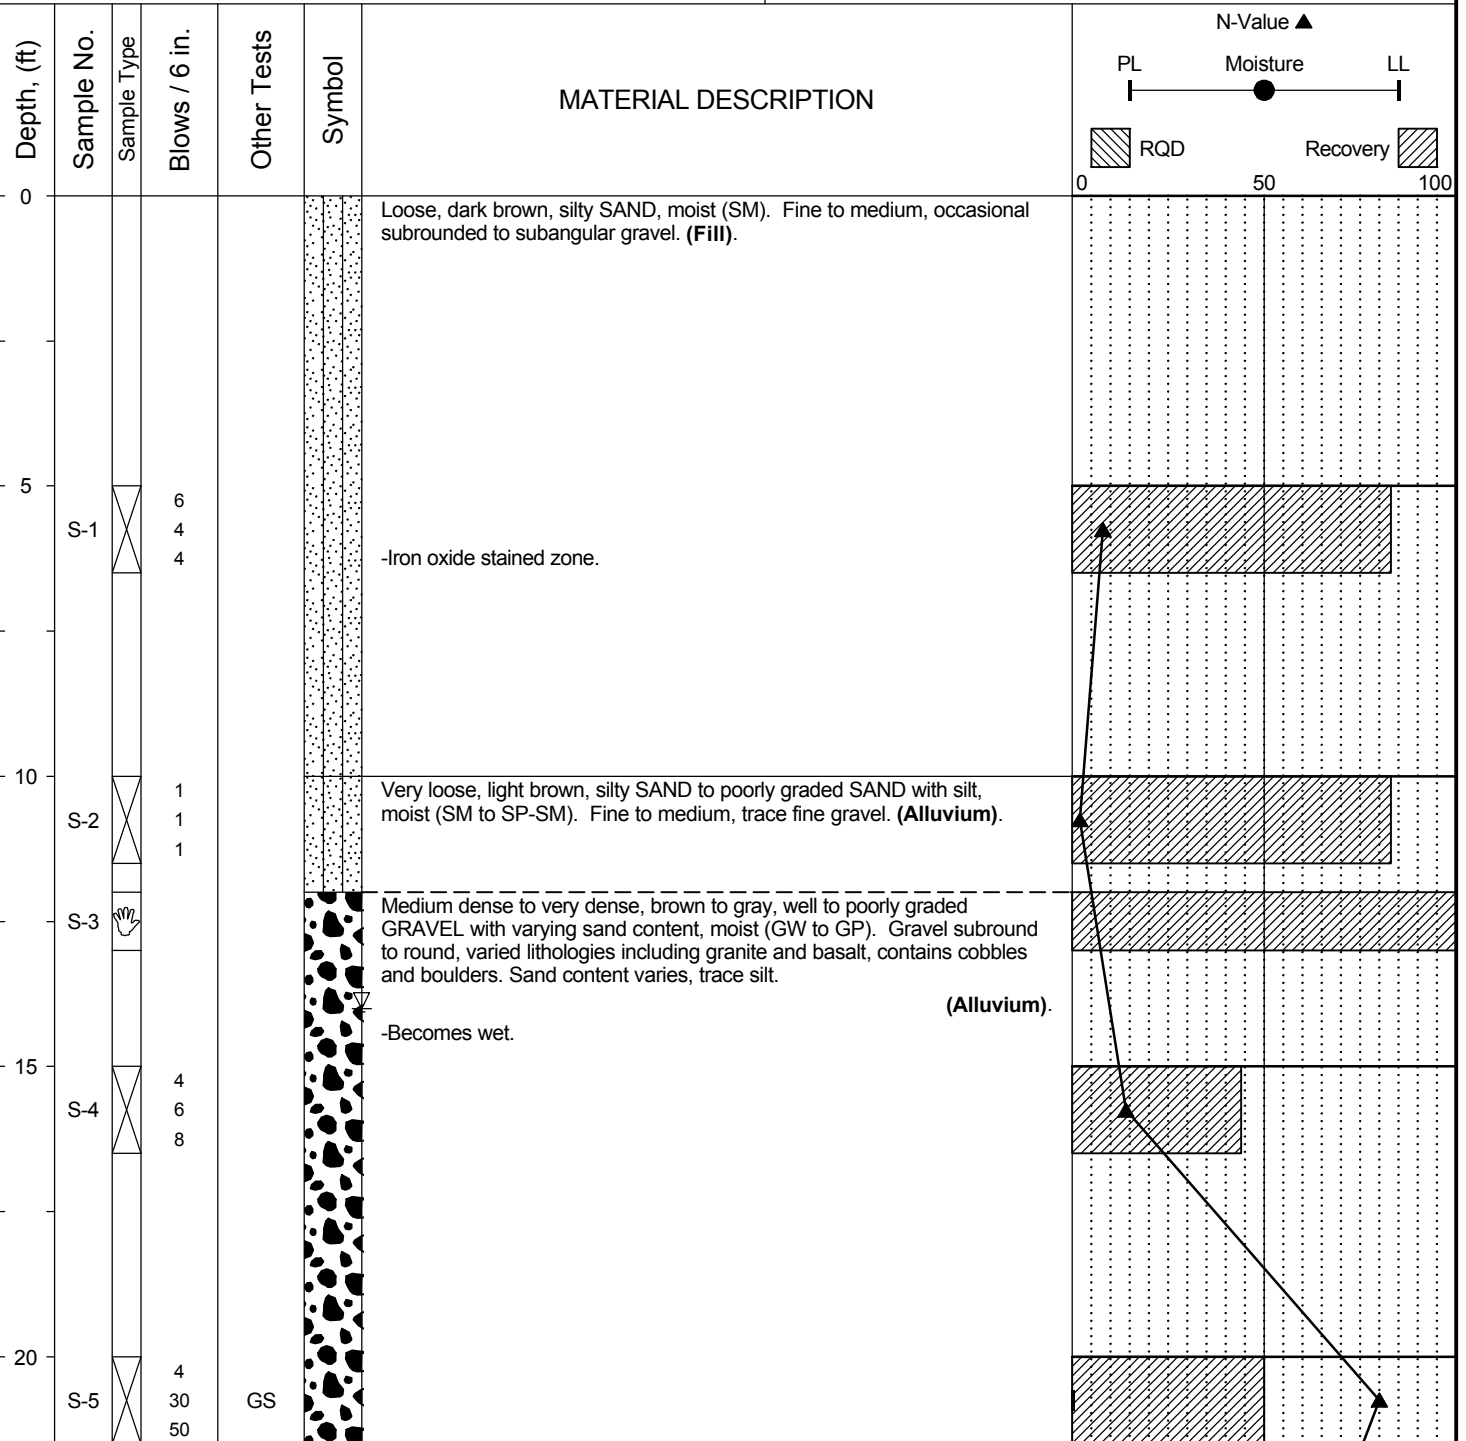 Depth, (ft)
Sample No.
Sample Type
Blows / 6 in.
Other Tests
Symbol
MATERIAL DESCRIPTION
N-Value
PL Moisture LL
RQD Recovery
0 50 100
0
Loose, dark brown, silty SAND, moist (SM). Fine to medium, occasional
subrounded to subangular gravel. (Fill).
5
S-1
6
4
4
-Iron oxide stained zone.
10
S-2
1
1
1
Very loose, light brown, silty SAND to poorly graded SAND with silt,
moist (SM to SP-SM). Fine to medium, trace fine gravel. (Alluvium).
S-3
Medium dense to very dense, brown to gray, well to poorly graded
GRAVEL with varying sand content, moist (GW to GP). Gravel subround
to round, varied lithologies including granite and basalt, contains cobbles
and boulders. Sand content varies, trace silt.
(Alluvium).
-Becomes wet.
15
S-4
4
6
8
20
S-5
4
30
50
GS